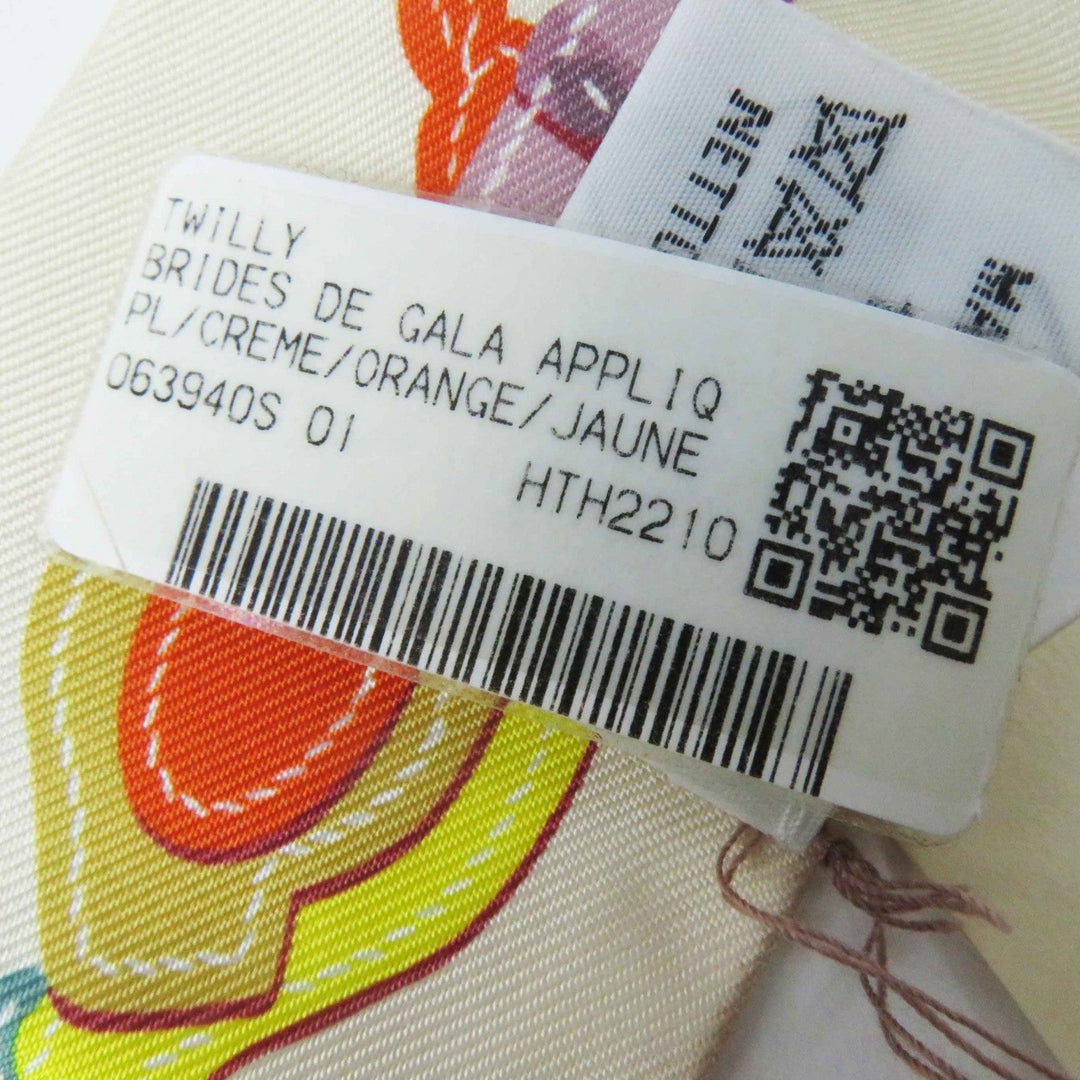 TWILLY
BRIDES DE GALA APPLIQ
PL/CREME/ORANGE/JAUNE
063940S 01
HTH2210